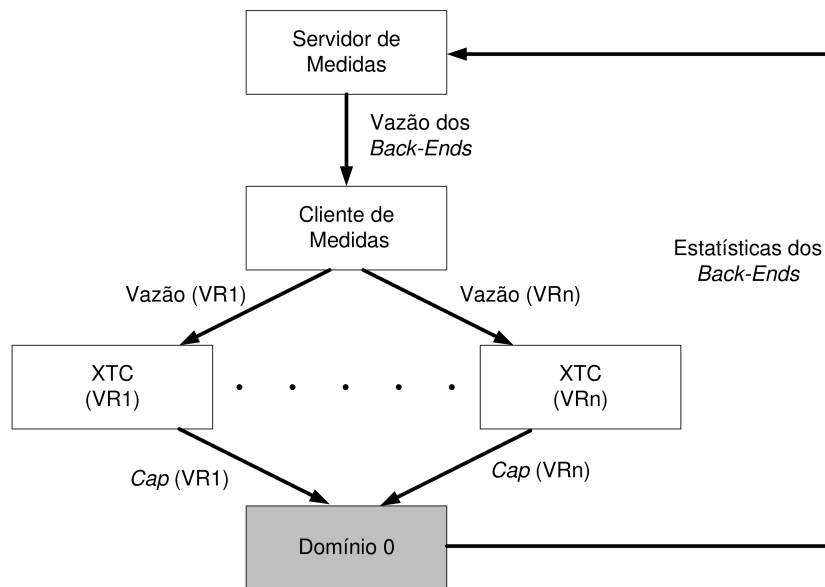 Servidor de
Medidas
Vazão dos
Back-Ends
Cliente de
Medidas
Estatísticas dos
Back-Ends
Vazão (VR1)
Vazão (VRn)
XTC
(VR1)
XTC
(VRn)
Cap (VR1)
Cap (VRn)
Domínio 0